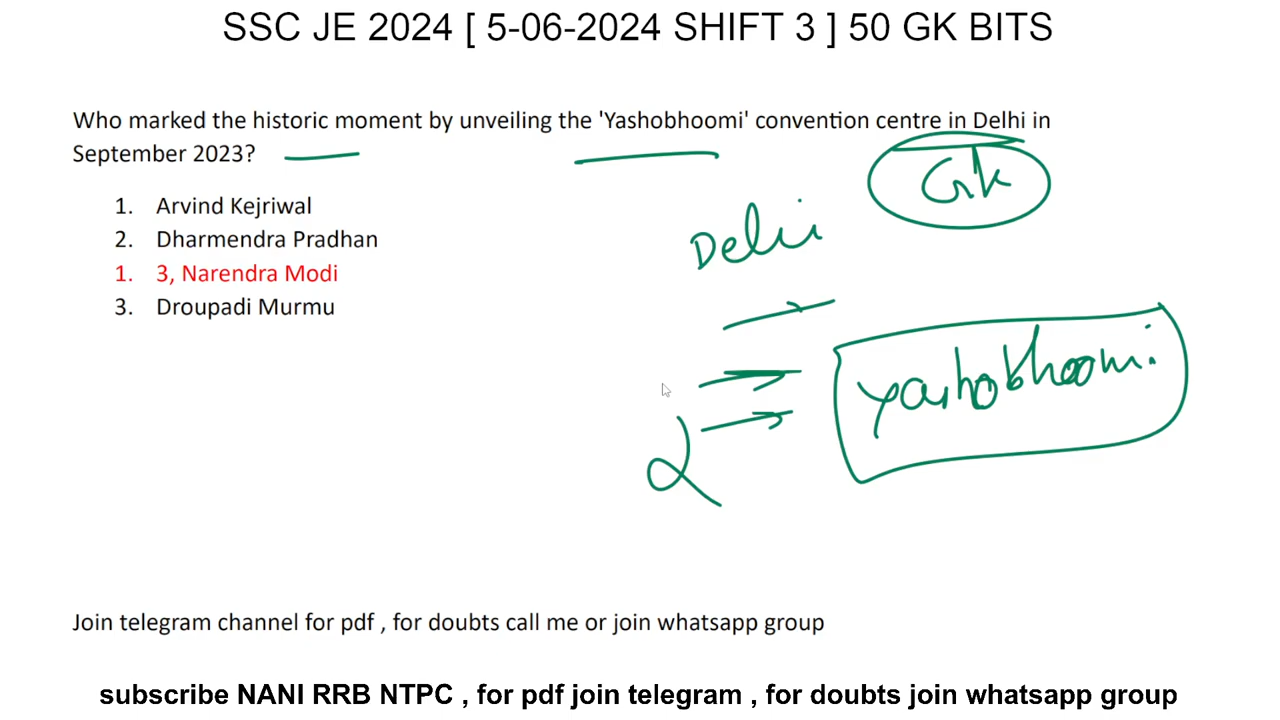 SSC JE 2024 [ 5-06-2024 SHIFT 3 ] 50 GK BITS
Who marked the historic moment by unveiling the 'Yashobhoomi' convention centre in Delhi in
September 2023?
Gk
1. Arvind Kejriwal
2. Dharmendra Pradhan
1. 3, Narendra Modi
3. Droupadi Murmu
Delhi
yashobhoomi.
Join telegram channel for pdf , for doubts call me or join whatsapp group
subscribe NANI RRB NTPC , for pdf join telegram , for doubts join whatsapp group